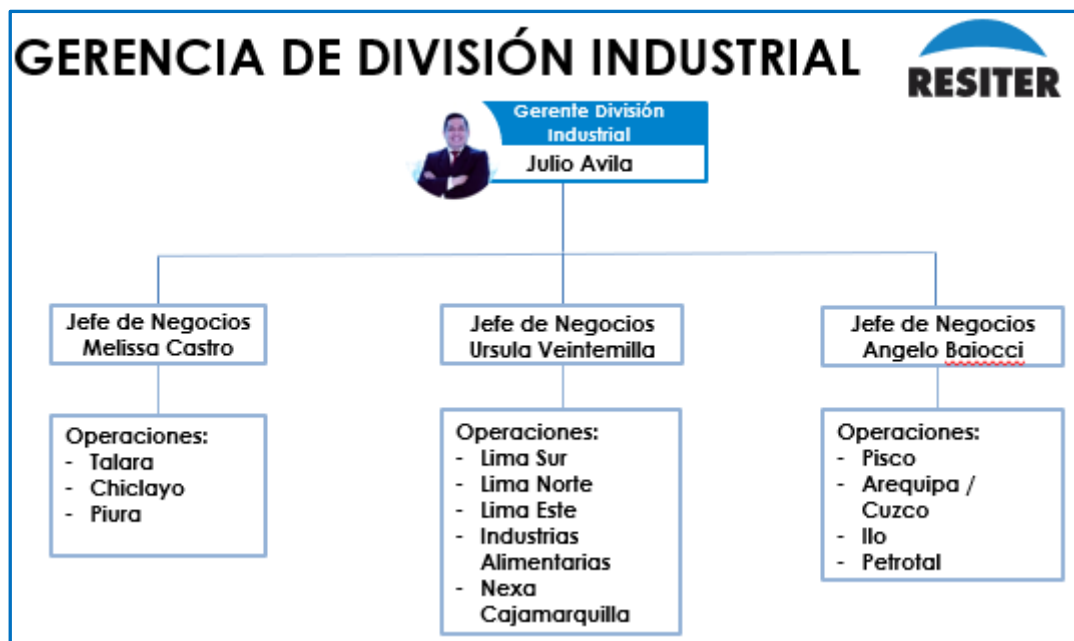 GERENCIA DE DIVISIÓN INDUSTRIAL
RESITER
Gerente División
Industrial
Julio Avila
Jefe de Negocios
Melissa Castro
Jefe de Negocios
Ursula Veintemilla
Jefe de Negocios
Angelo Baiocci
Operaciones:
- Talara
- Chiclayo
- Piura
Operaciones:
- Lima Sur
- Lima Norte
- Lima Este
- Industrias
Alimentarias
- Nexa
Cajamarquilla
Operaciones:
- Pisco
- Arequipa /
Cuzco
- Ilo
- Petrotal